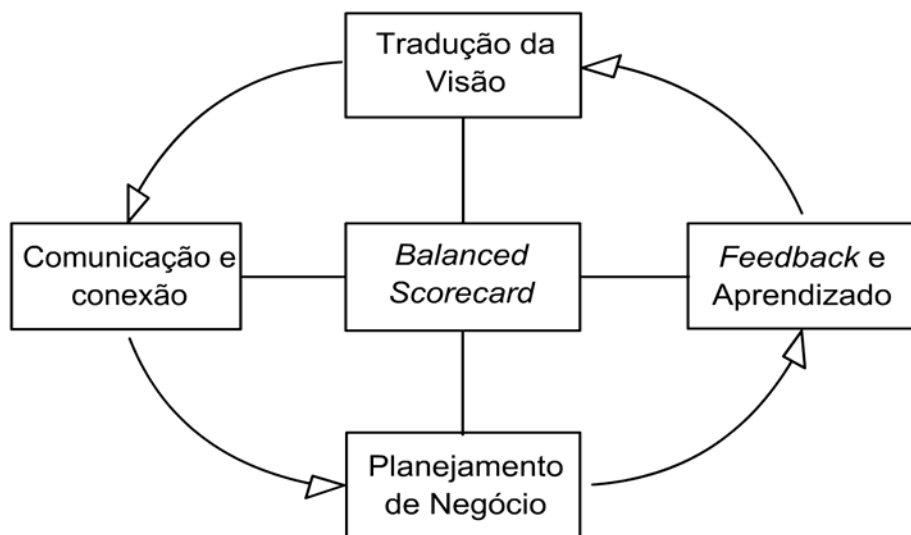 Tradução da
Visão
Comunicação e
conexão
Balanced
Scorecard
Feedback e
Aprendizado
Planejamento
de Negócio